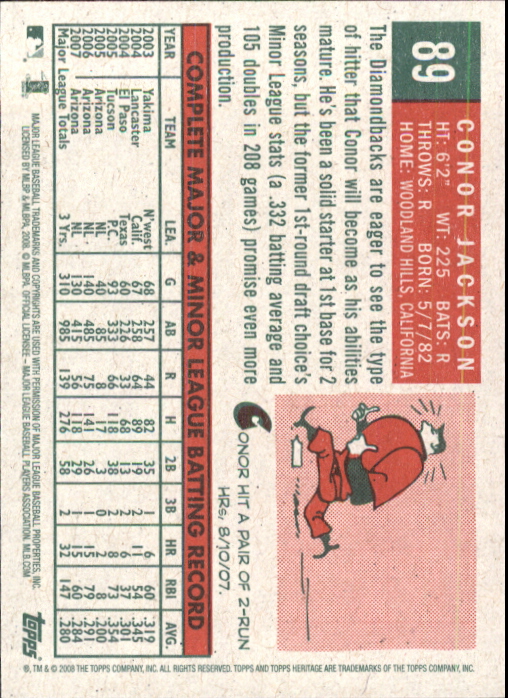 89
CONOR JACKSON
HT: 6'2" WT: 225 BATS: R
THROWS: R BORN: 5/7/82
HOME: WOODLAND HILLS, CALIFORNIA
The Diamondbacks are eager to see the type
of hitter that Conor will become as his abilities
mature. He's been a solid starter at 1st base for 2
seasons, but the former 1st-round draft choice's
Minor League stats (a .332 batting average and
105 doubles in 208 games) promise even more
production.
CONOR HIT A PAIR OF 2-RUN
HRs, 8/10/07.
COMPLETE MAJOR & MINOR LEAGUE BATTING RECORD
YEAR TEAM LEA. G AB R H 2B 3B HR RBI AVG
2003 Yakima N'west 68 257 44 82 35 1 6 60 .319
2004 Lancaster Calif. 67 258 64 89 19 2 11 54 .345
2004 El Paso Texas 60 226 33 68 13 2 6 37 .301
2005 Tucson P.C. 93 333 66 38 2 8 73 .354
2005 Arizona NL 40 85 8 17 3 0 2 8 .200
2006 Arizona NL 140 485 75 141 26 1 15 79 .291
2007 Arizona NL 130 415 56 118 29 1 15 60 .284
Major League Totals 3 Yrs. 310 985 139 276 58 2 32 147 .280
MAJOR LEAGUE BASEBALL TRADEMARKS AND COPYRIGHTS ARE USED WITH PERMISSION OF MAJOR LEAGUE BASEBALL PROPERTIES, INC.
LICENSED BY MLBP & MLBPA, 2008. © MLBPA. OFFICIAL LICENSEE – MAJOR LEAGUE BASEBALL PLAYERS ASSOCIATION. MLB.COM
topps
®, TM & © 2008 THE TOPPS COMPANY, INC. ALL RIGHTS RESERVED. TOPPS AND TOPPS HERITAGE ARE TRADEMARKS OF THE TOPPS COMPANY, INC.